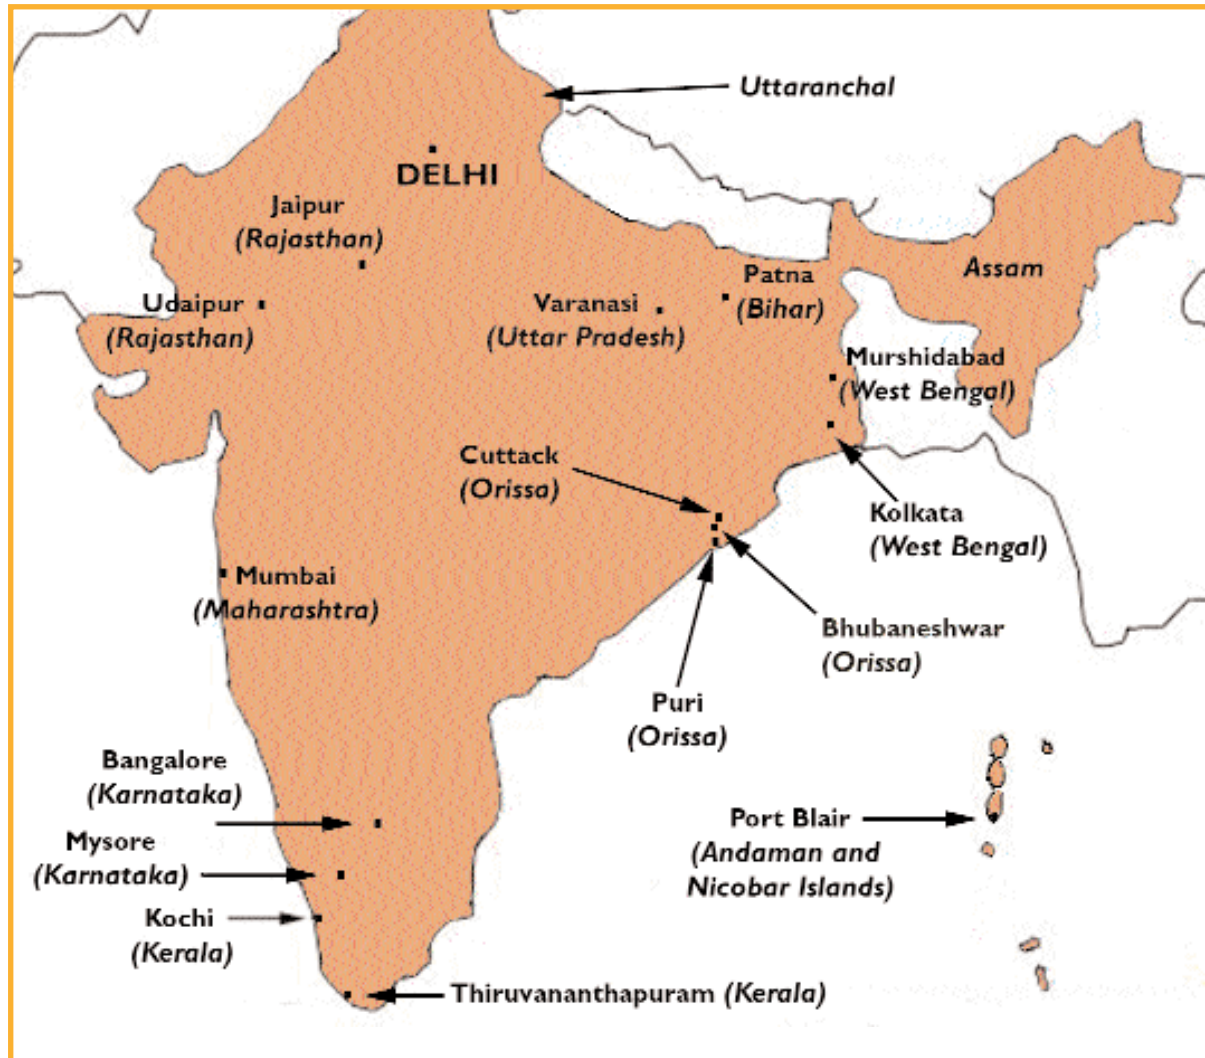 Uttaranchal
DELHI
Jaipur
(Rajasthan)
Udaipur
(Rajasthan)
Varanasi
(Uttar Pradesh)
Patna
(Bihar)
Assam
Murshidabad
(West Bengal)
Cuttack
(Orissa)
Kolkata
(West Bengal)
Mumbai
(Maharashtra)
Bhubaneshwar
(Orissa)
Puri
(Orissa)
Bangalore
(Karnataka)
Mysore
(Karnataka)
Port Blair
(Andaman and
Nicobar Islands)
Kochi
(Kerala)
Thiruvananthapuram (Kerala)